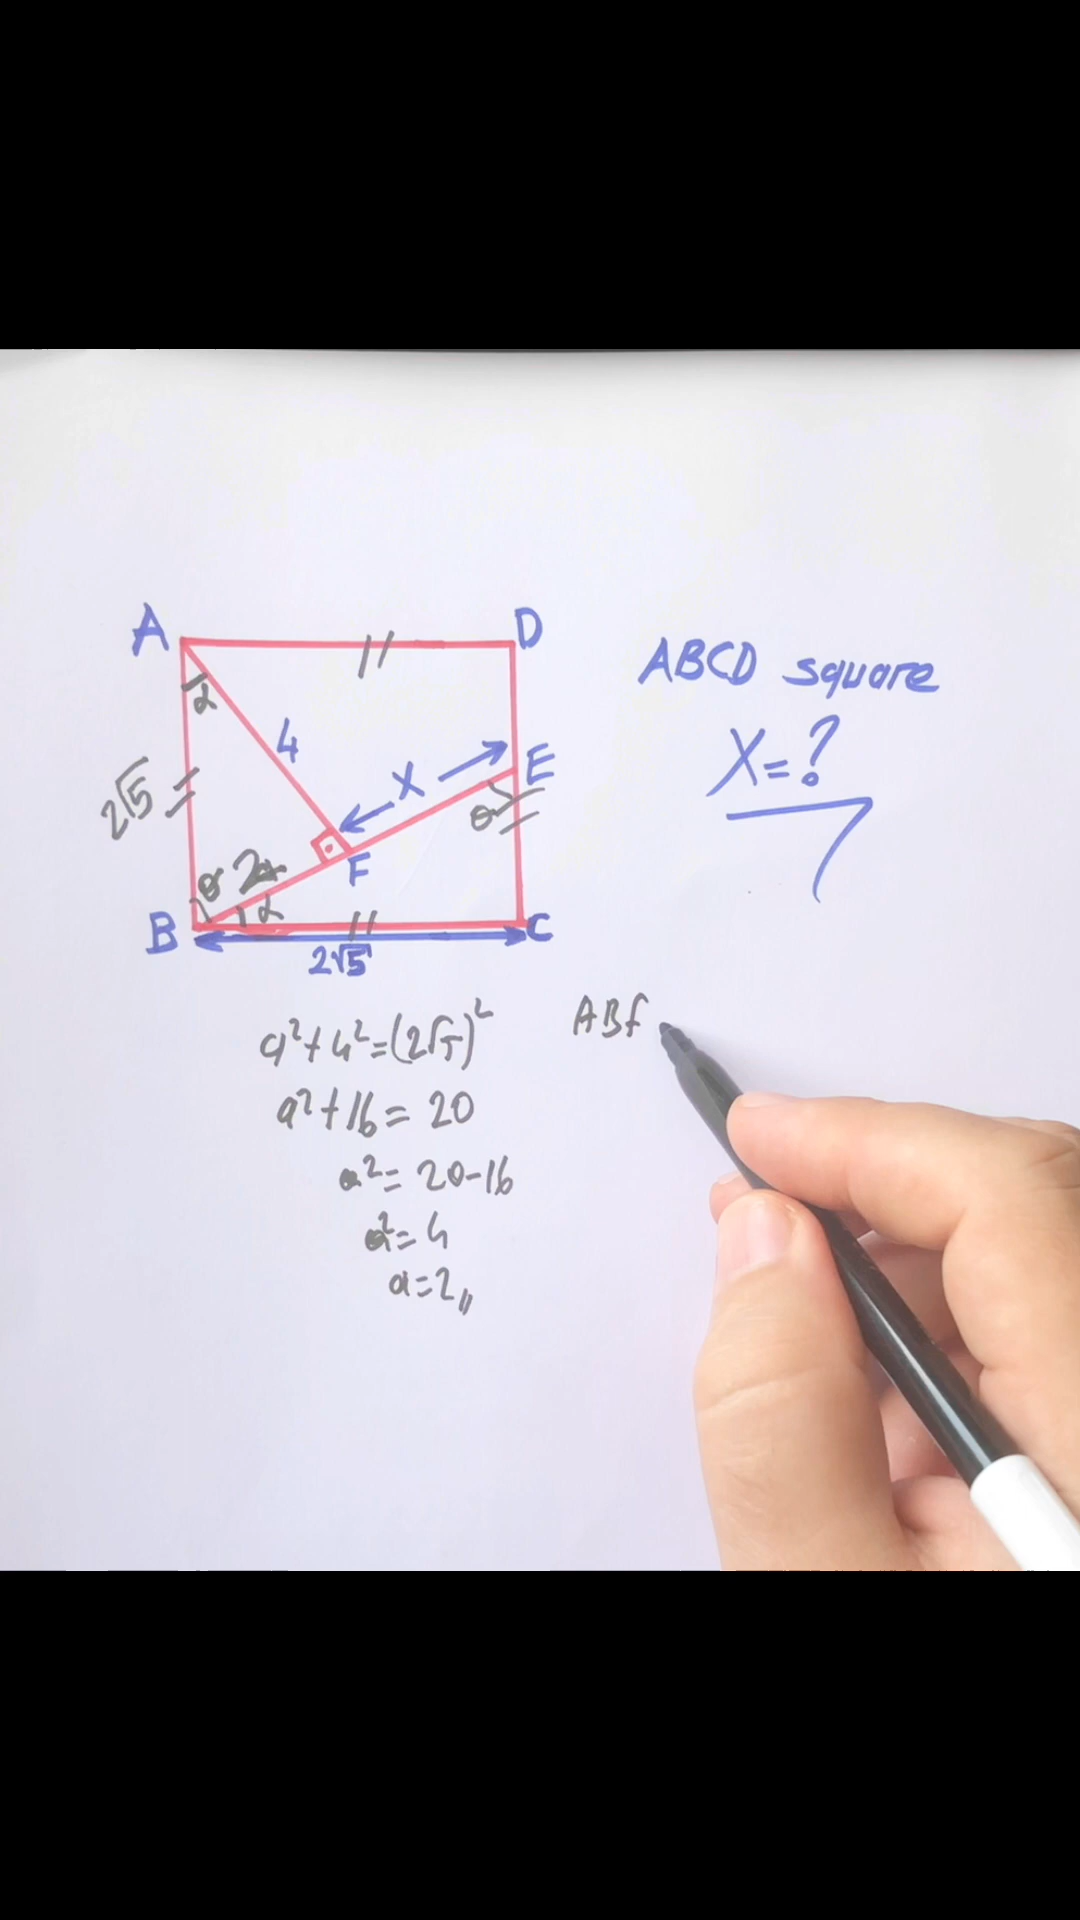 A
D
α
4
X
E
2√5
θ
θ 2
F
α
B
C
2√5
ABCD square
X=?
a²+4²=(2√5)²
a²+16=20
a²=20-16
a²=4
a=2
ABF